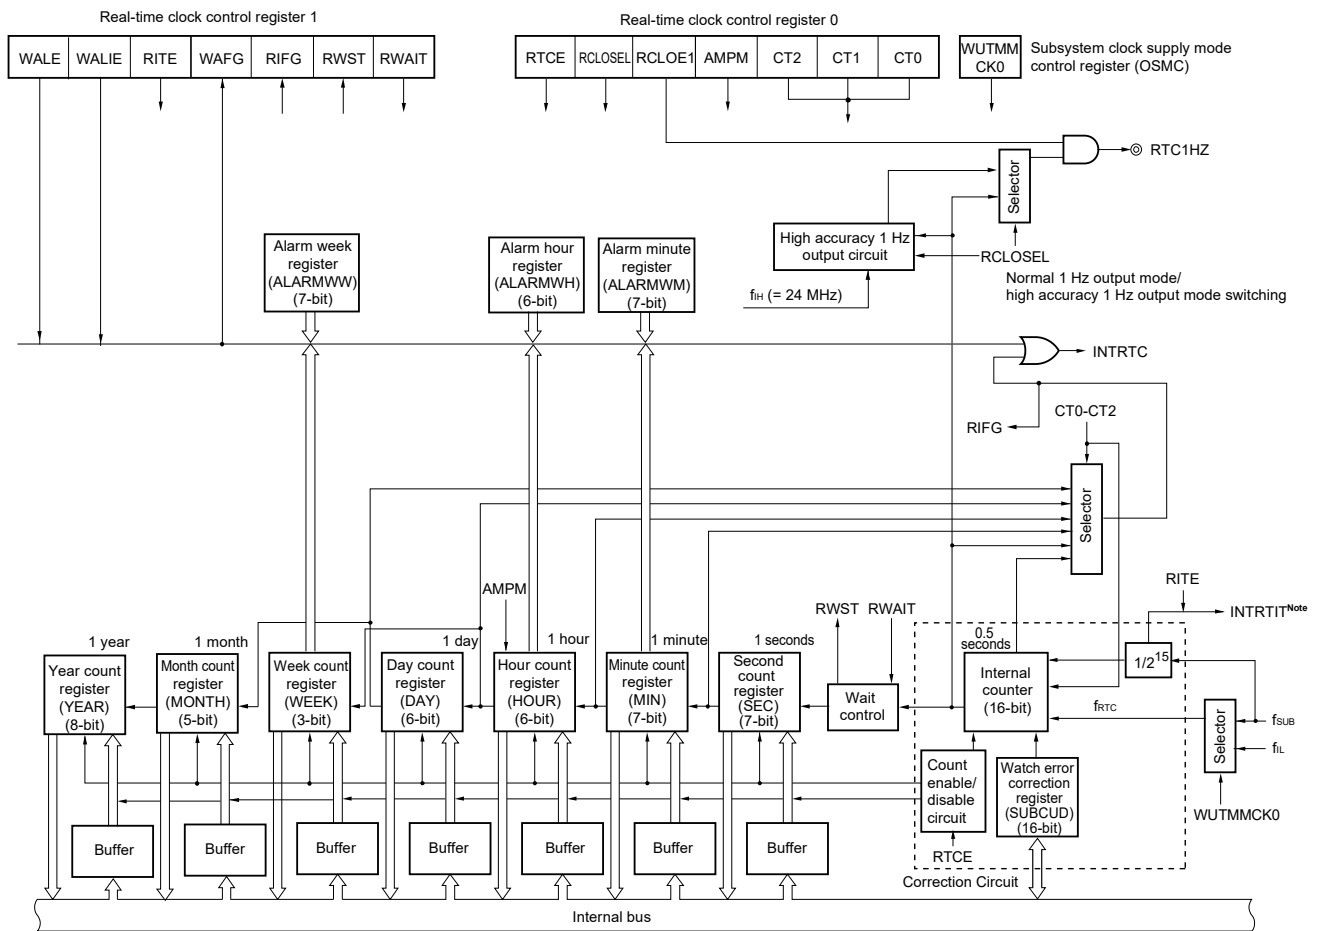 Real-time clock control register 1
Real-time clock control register 0
WALE WALIE RITE WAFG RIFG RWST RWAIT
RTCE RCLOSEL RCLOE1 AMPM CT2 CT1 CT0
WUTMM
CK0
Subsystem clock supply mode
control register (OSMC)
RTC1HZ
Selector
Alarm week
register
(ALARMWW)
(7-bit)
Alarm hour
register
(ALARMWH)
(6-bit)
Alarm minute
register
(ALARMWM)
(7-bit)
High accuracy 1 Hz
output circuit
RCLOSEL
Normal 1 Hz output mode/
high accuracy 1 Hz output mode switching
fIH (= 24 MHz)
INTRTC
RIFG
CT0-CT2
Selector
RITE
INTRTIT Note
AMPM
RWST RWAIT
1 year
1 month
1 day
1 hour
1 minute
1 seconds
0.5
seconds
Year count
register
(YEAR)
(8-bit)
Month count
register
(MONTH)
(5-bit)
Week count
register
(WEEK)
(3-bit)
Day count
register
(DAY)
(6-bit)
Hour count
register
(HOUR)
(6-bit)
Minute count
register
(MIN)
(7-bit)
Second
count
register
(SEC)
(7-bit)
Wait
control
Internal
counter
(16-bit)
1/2^15
fRTC
Selector
fSUB
fIL
WUTMMCK0
Count
enable/
disable
circuit
Watch error
correction
register
(SUBCUD)
(16-bit)
RTCE
Correction Circuit
Buffer
Buffer
Buffer
Buffer
Buffer
Buffer
Buffer
Internal bus